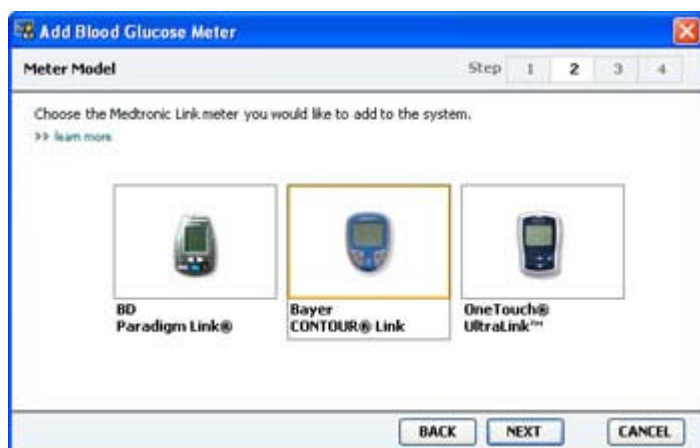 Add Blood Glucose Meter
Meter Model
Step 1 2 3 4
Choose the Medtronic Link meter you would like to add to the system.
>> learn more
BD
Paradigm Link®
Bayer
CONTOUR® Link
OneTouch®
UltraLink™
BACK NEXT CANCEL